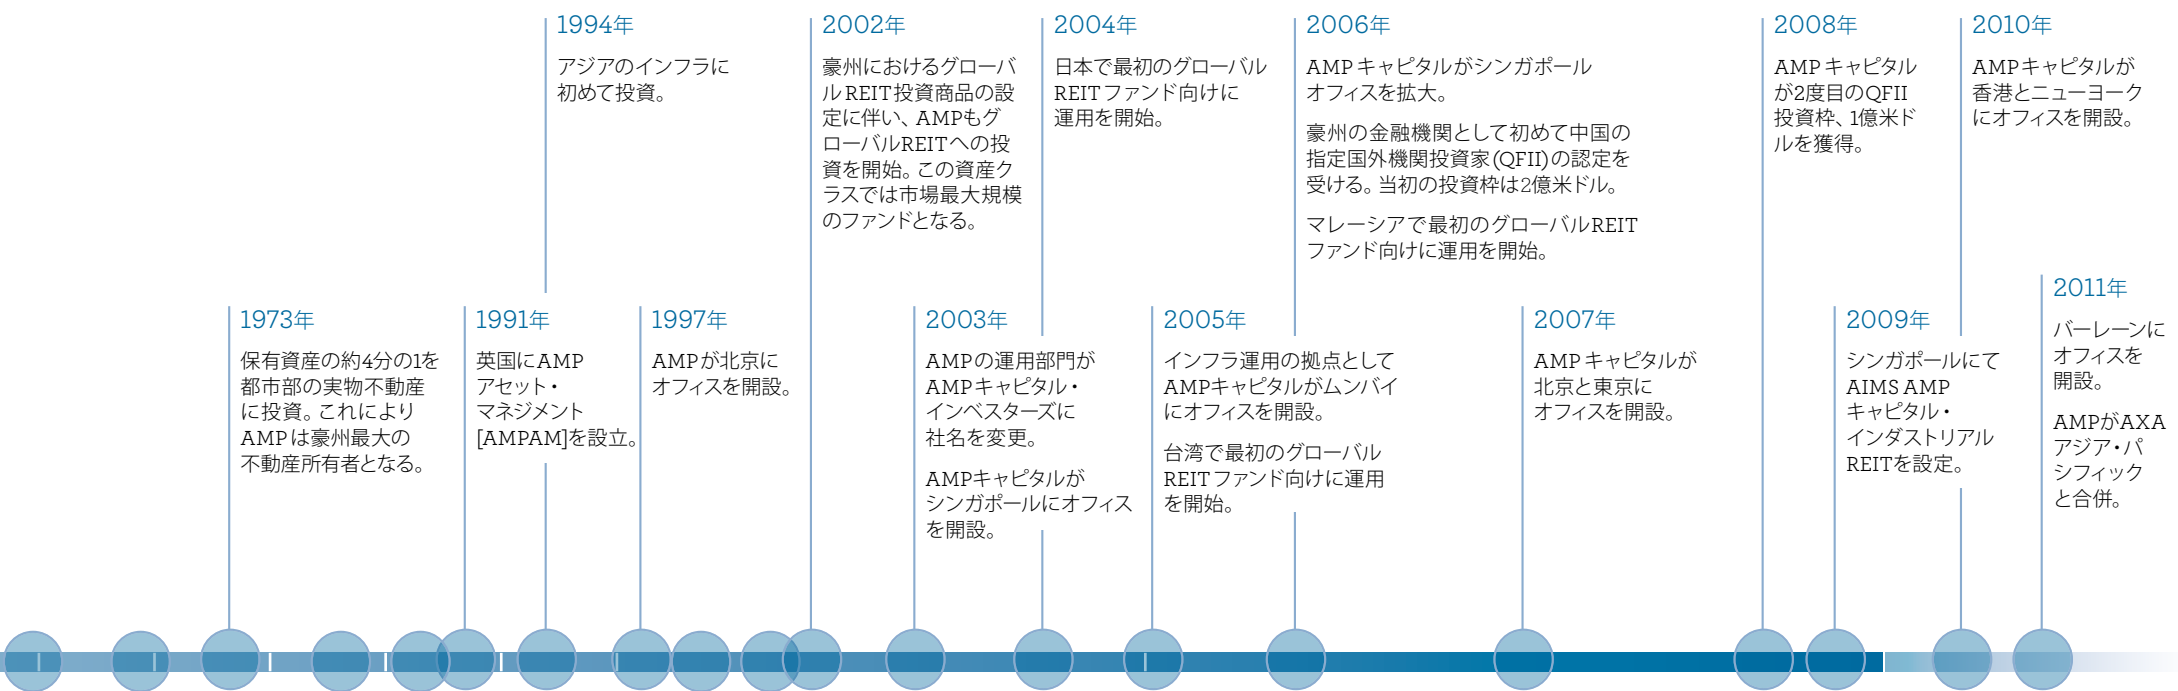 1994年
アジアのインフラに
初めて投資。
2002年
豪州におけるグローバ
ルREIT投資商品の設
定に伴い、AMPもグ
ローバルREITへの投
資を開始。この資産ク
ラスでは市場最大規模
のファンドとなる。
2004年
日本で最初のグローバル
REITファンド向けに
運用を開始。
2006年
AMPキャピタルがシンガポール
オフィスを拡大。
豪州の金融機関として初めて中国の
指定国外機関投資家(QFII)の認定を
受ける。当初の投資枠は2億米ドル。
マレーシアで最初のグローバルREIT
ファンド向けに運用を開始。
2008年
AMPキャピタル
が2度目のQFII
投資枠、1億米ド
ルを獲得。
2010年
AMPキャピタルが
香港とニューヨーク
にオフィスを開設。
1973年
保有資産の約4分の1を
都市部の実物不動産
に投資。これにより
AMPは豪州最大の
不動産所有者となる。
1991年
英国にAMP
アセット・
マネジメント
[AMPAM]を設立。
1997年
AMPが北京に
オフィスを開設。
2003年
AMPの運用部門が
AMPキャピタル・
インベスターズに
社名を変更。
AMPキャピタルが
シンガポールにオフィス
を開設。
2005年
インフラ運用の拠点として
AMPキャピタルがムンバイ
にオフィスを開設。
台湾で最初のグローバル
REITファンド向けに運用
を開始。
2007年
AMPキャピタルが
北京と東京に
オフィスを開設。
2009年
シンガポールにて
AIMS AMP
キャピタル・
インダストリアル
REITを設定。
2011年
バーレーンに
オフィスを
開設。
AMPがAXA
アジア・パ
シフィック
と合併。